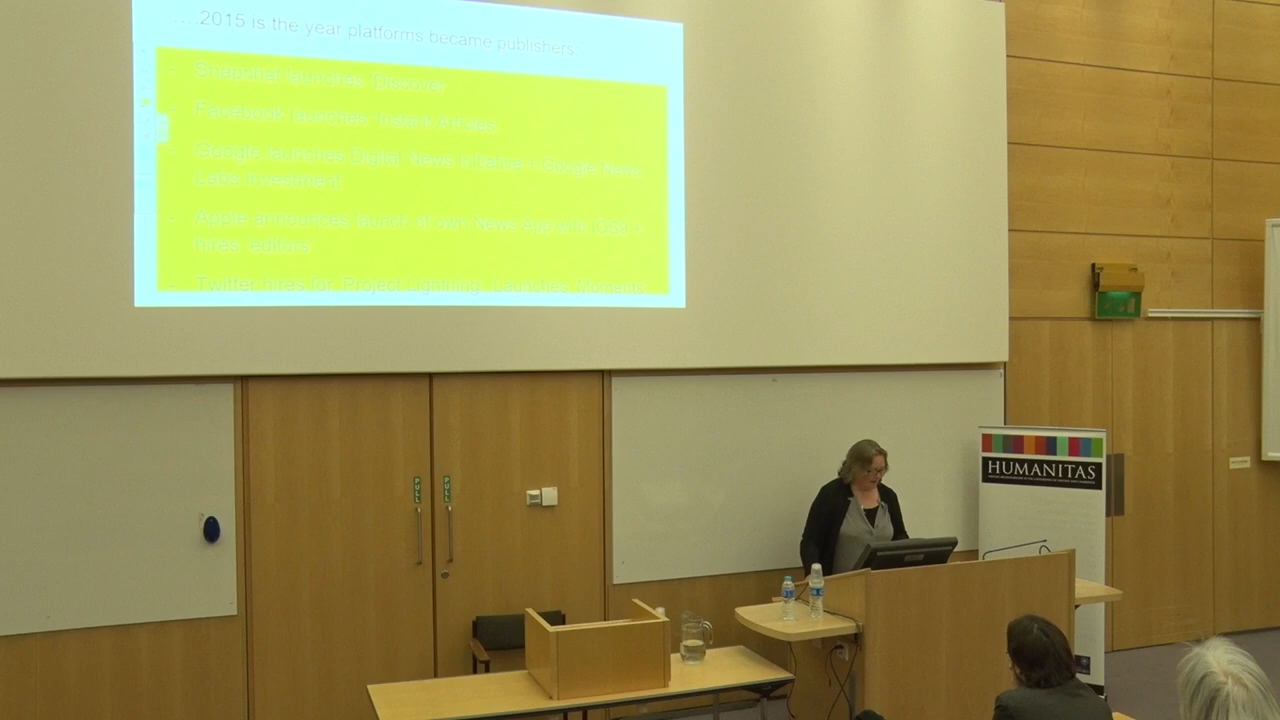 ....2015 is the year platforms became publishers
- Snapchat launches 'Discover'
- Facebook launches 'Instant Articles'
- Google launches Digital News Initiative + Google News
Labs investment
- Apple announces launch of own News app w/o iOS9 +
hires 'editors'
- Twitter hires for 'Project Lightning' Launches 'Moments'
PULL
PULL
HUMANITAS